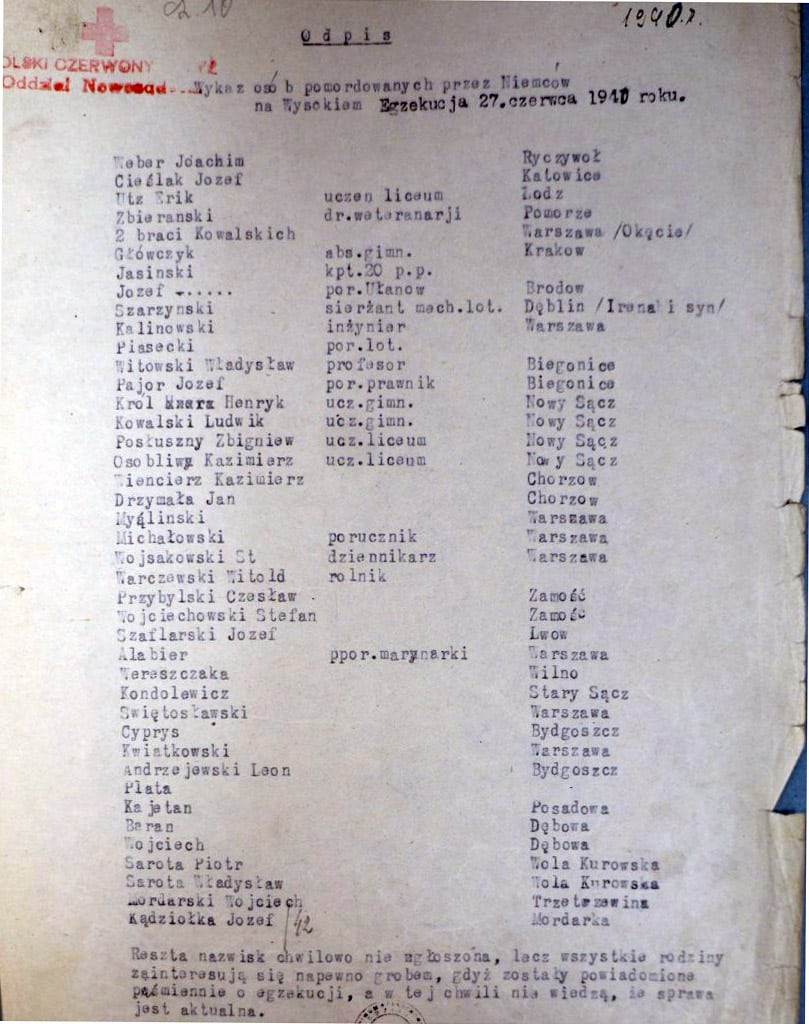 cz. 10
1940 r.
Odpis
OLSKI CZERWONY
Oddział Nowosąd...
Wykaz osób pomordowanych przez Niemców
na Wysokiem Egzekucja 27.czerwca 1940 roku.
Weber Joachim Ryczywoł
Cieślak Jozef Katowice
Utz Erik uczen liceum Lodz
Zbieranski dr.weteranarji Pomorze
2 braci Kowalskich Warszawa /Okęcie/
Główczyk abs.gimn. Krakow
Jasinski kpt.20 p.p.
Jozef ....... por.Ułanow Brodow
Szarzynski sierżant mech.lot. Dęblin /Irena i syn/
Kalinowski inżynier Warszawa
Piasecki por.lot.
Witowski Władysław profesor Biegonice
Pajor Jozef por.prawnik Biegonice
Król Henryk ucz.gimn. Nowy Sącz
Kowalski Ludwik ucz.gimn. Nowy Sącz
Posłuszny Zbigniew ucz.liceum Nowy Sącz
Osobliwy Kazimierz ucz.liceum Nowy Sącz
Wiencierz Kazimierz Chorzow
Drzymała Jan Chorzow
Myślinski Warszawa
Michałowski porucznik Warszawa
Wojsakowski St dziennikarz Warszawa
Warczewski Witold rolnik
Przybylski Czesław Zamość
Wojciechowski Stefan Zamość
Szaflarski Jozef Lwow
Alabier ppor.marynarki Warszawa
Wereszczaka Wilno
Kondolewicz Stary Sącz
Swiętosławski Warszawa
Cyprys Bydgoszcz
Kwiatkowski Warszawa
Andrzejewski Leon Bydgoszcz
Plata
Kajetan Posadowa
Baran Dębowa
Wojciech Dębowa
Sarota Piotr Wola Kurowska
Sarota Władysław Wola Kurowska
Mordarski Wojciech Trzetrzewina
Kądziołka Jozef /42 Mordarka
Reszta nazwisk chwilowo nie zgłoszona, lecz wszystkie rodziny
zainteresują się napewno grobem, gdyż zostały powiadomione
piśmiennie o egzekucji, a w tej chwili nie wiedzą, że sprawa
jest aktualna.